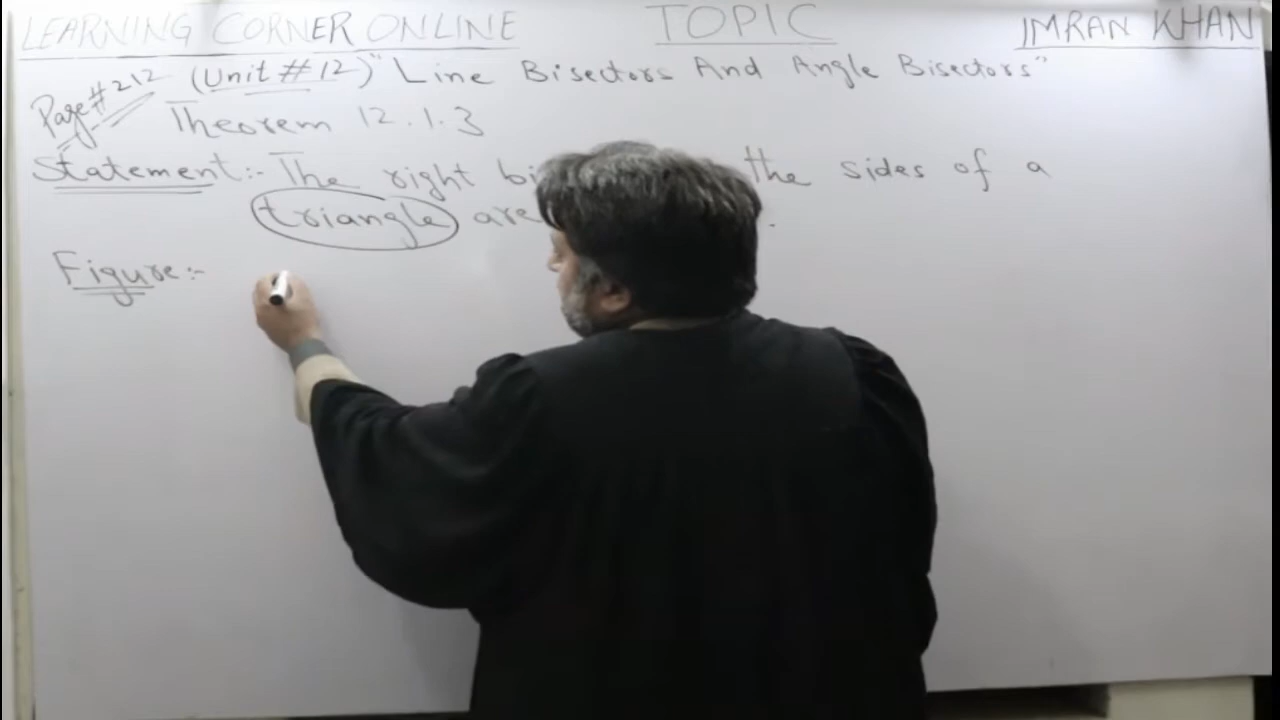 LEARNING CORNER ONLINE TOPIC IMRAN KHAN
Page #212 (Unit # 12) "Line Bisectors And Angle Bisectors"
Theorem 12.1.3
Statement:- The right bi the sides of a
triangle are .
Figure:-